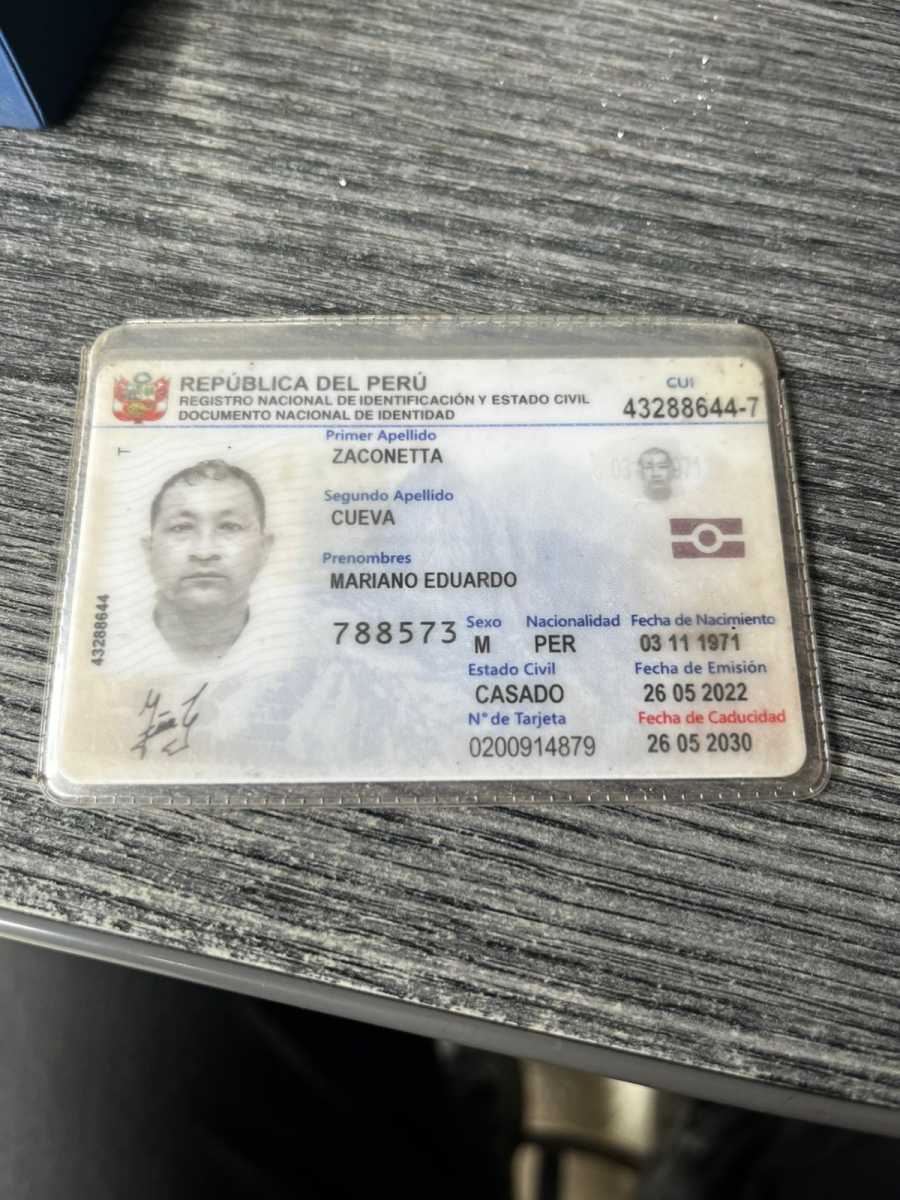 REPÚBLICA DEL PERÚ
REGISTRO NACIONAL DE IDENTIFICACIÓN Y ESTADO CIVIL
DOCUMENTO NACIONAL DE IDENTIDAD
CUI
43288644-7
T
Primer Apellido
ZACONETTA
Segundo Apellido
CUEVA
Prenombres
MARIANO EDUARDO
43288644
788573
Sexo Nacionalidad Fecha de Nacimiento
M PER 03 11 1971
Estado Civil Fecha de Emisión
CASADO 26 05 2022
N° de Tarjeta Fecha de Caducidad
0200914879 26 05 2030